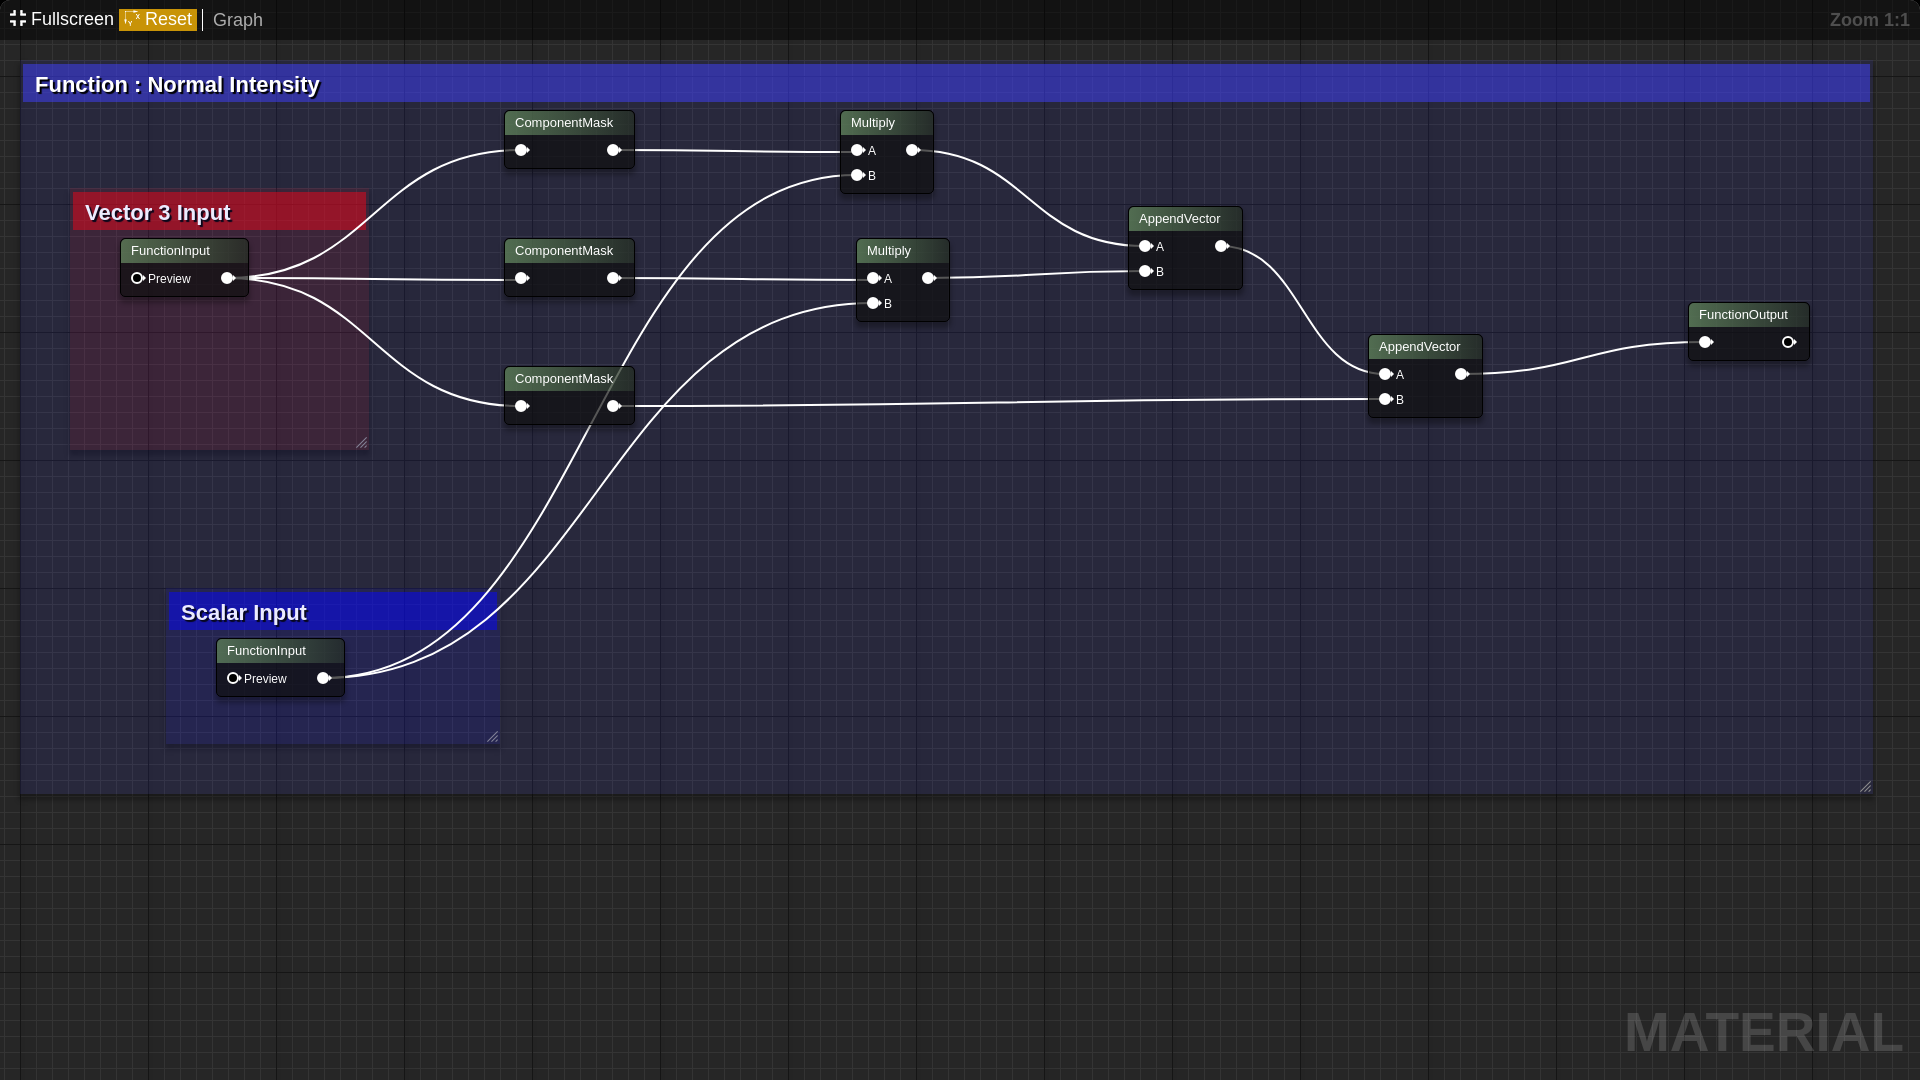 Fullscreen Reset Graph Zoom 1:1
Function : Normal Intensity
ComponentMask
Multiply
A
B
Vector 3 Input
FunctionInput
Preview
ComponentMask
Multiply
A
B
AppendVector
A
B
ComponentMask
AppendVector
A
B
FunctionOutput
Scalar Input
FunctionInput
Preview
MATERIAL